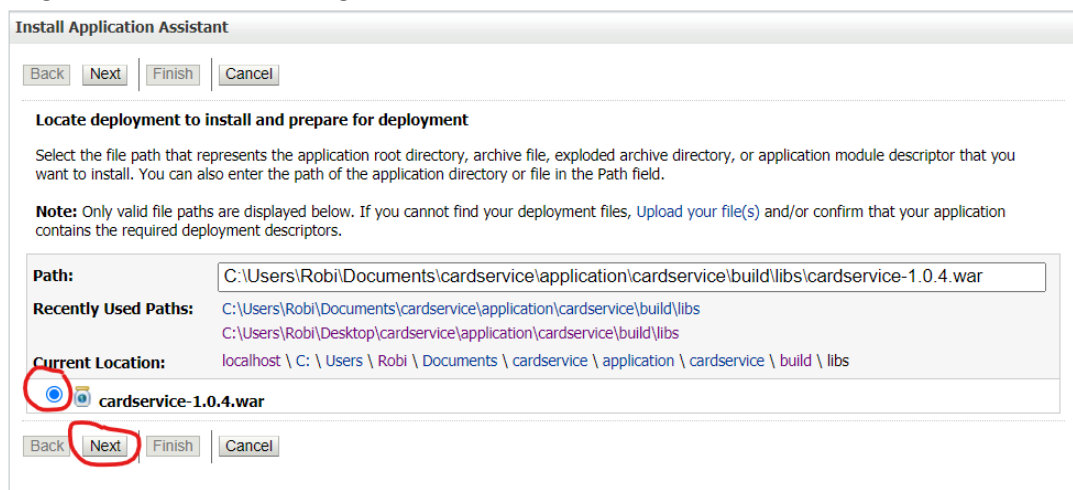 Install Application Assistant
Back Next Finish Cancel
Locate deployment to install and prepare for deployment
Select the file path that represents the application root directory, archive file, exploded archive directory, or application module descriptor that you
want to install. You can also enter the path of the application directory or file in the Path field.
Note: Only valid file paths are displayed below. If you cannot find your deployment files, Upload your file(s) and/or confirm that your application
contains the required deployment descriptors.
Path: C:\Users\Robi\Documents\cardservice\application\cardservice\build\libs\cardservice-1.0.4.war
Recently Used Paths: C:\Users\Robi\Documents\cardservice\application\cardservice\build\libs
C:\Users\Robi\Desktop\cardservice\application\cardservice\build\libs
Current Location: localhost \ C: \ Users \ Robi \ Documents \ cardservice \ application \ cardservice \ build \ libs
cardservice-1.0.4.war
Back Next Finish Cancel